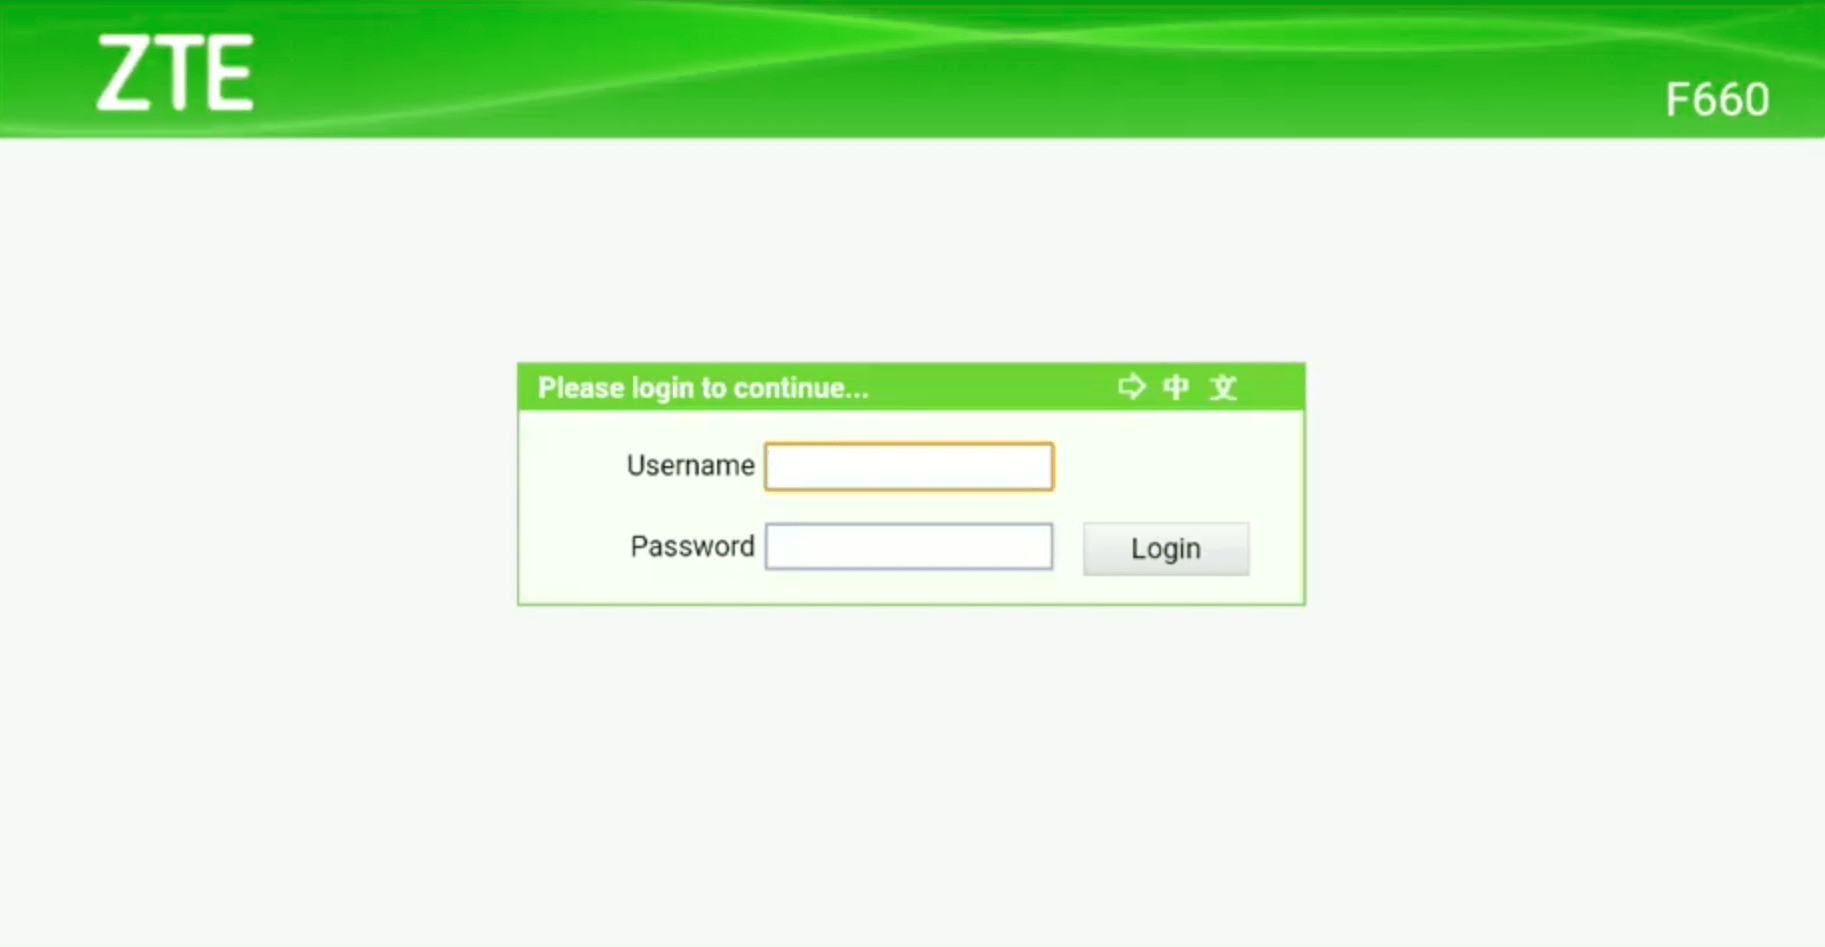 ZTE
F660
Please login to continue... ⇨ 中 文
Username
Password
Login